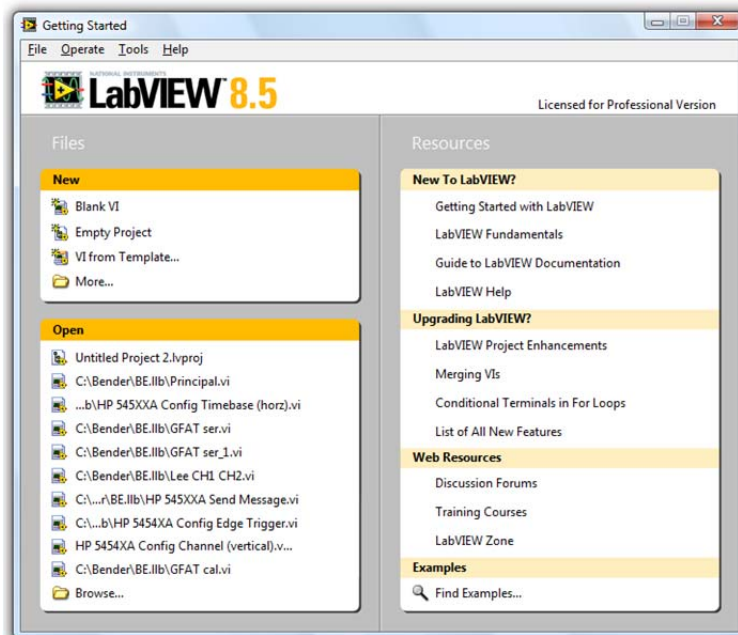 Getting Started
File Operate Tools Help
NATIONAL INSTRUMENTS
LabVIEW 8.5
Licensed for Professional Version
Files
New
Blank VI
Empty Project
VI from Template...
More...
Open
Untitled Project 2.lvproj
C:\Bender\BE.llb\Principal.vi
...b\HP 545XXA Config Timebase (horz).vi
C:\Bender\BE.llb\GFAT ser.vi
C:\Bender\BE.llb\GFAT ser_1.vi
C:\Bender\BE.llb\Lee CH1 CH2.vi
C:\...r\BE.llb\HP 545XXA Send Message.vi
C:\...b\HP 5454XA Config Edge Trigger.vi
HP 5454XA Config Channel (vertical).v...
C:\Bender\BE.llb\GFAT cal.vi
Browse...
Resources
New To LabVIEW?
Getting Started with LabVIEW
LabVIEW Fundamentals
Guide to LabVIEW Documentation
LabVIEW Help
Upgrading LabVIEW?
LabVIEW Project Enhancements
Merging VIs
Conditional Terminals in For Loops
List of All New Features
Web Resources
Discussion Forums
Training Courses
LabVIEW Zone
Examples
Find Examples...